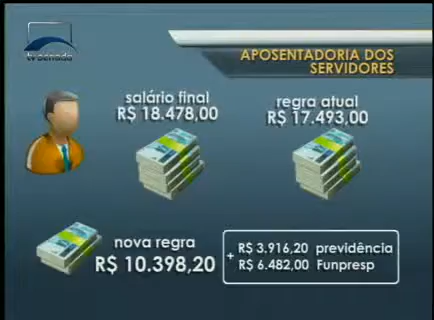 tv senado
APOSENTADORIA DOS
SERVIDORES
salário final
R$ 18.478,00
regra atual
R$ 17.493,00
nova regra
R$ 10.398,20
+ R$ 3.916,20 previdência
R$ 6.482,00 Funpresp